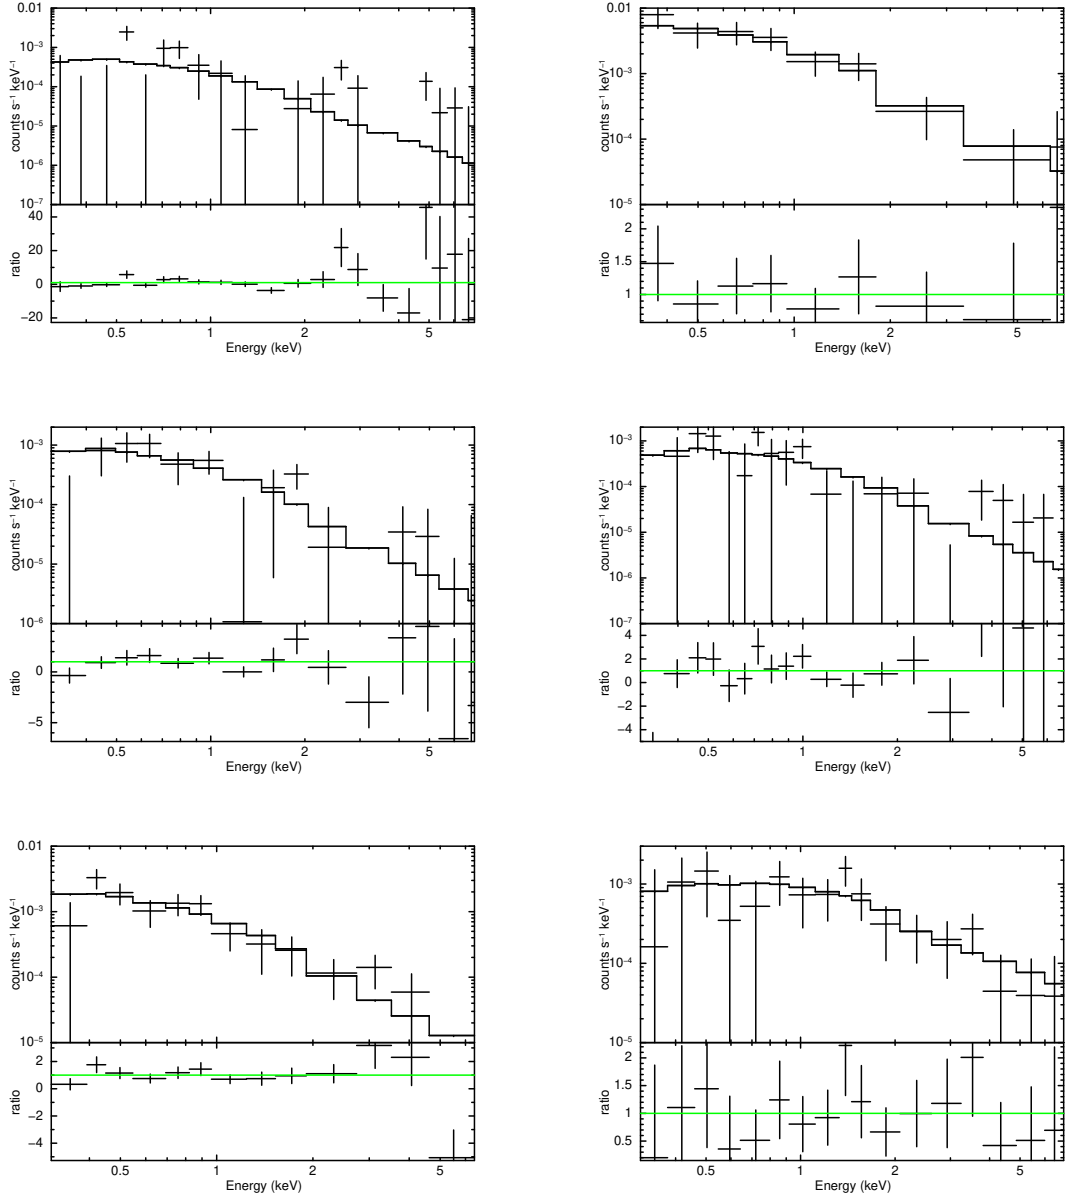 0.01
10⁻³
10⁻⁴
10⁻⁵
10⁻⁶
10⁻⁷
counts s⁻¹ keV⁻¹
40
20
0
−20
ratio
0.5 1 2 5
Energy (keV)
0.01
10⁻³
10⁻⁴
10⁻⁵
counts s⁻¹ keV⁻¹
2
1.5
1
ratio
0.5 1 2 5
Energy (keV)
10⁻³
10⁻⁴
10⁻⁵
10⁻⁶
counts s⁻¹ keV⁻¹
0
−5
ratio
0.5 1 2 5
Energy (keV)
10⁻³
10⁻⁴
10⁻⁵
10⁻⁶
10⁻⁷
counts s⁻¹ keV⁻¹
4
2
0
−2
−4
ratio
0.5 1 2 5
Energy (keV)
0.01
10⁻³
10⁻⁴
10⁻⁵
counts s⁻¹ keV⁻¹
2
0
−2
−4
ratio
0.5 1 2 5
Energy (keV)
10⁻³
10⁻⁴
10⁻⁵
counts s⁻¹ keV⁻¹
2
1.5
1
0.5
ratio
0.5 1 2 5
Energy (keV)